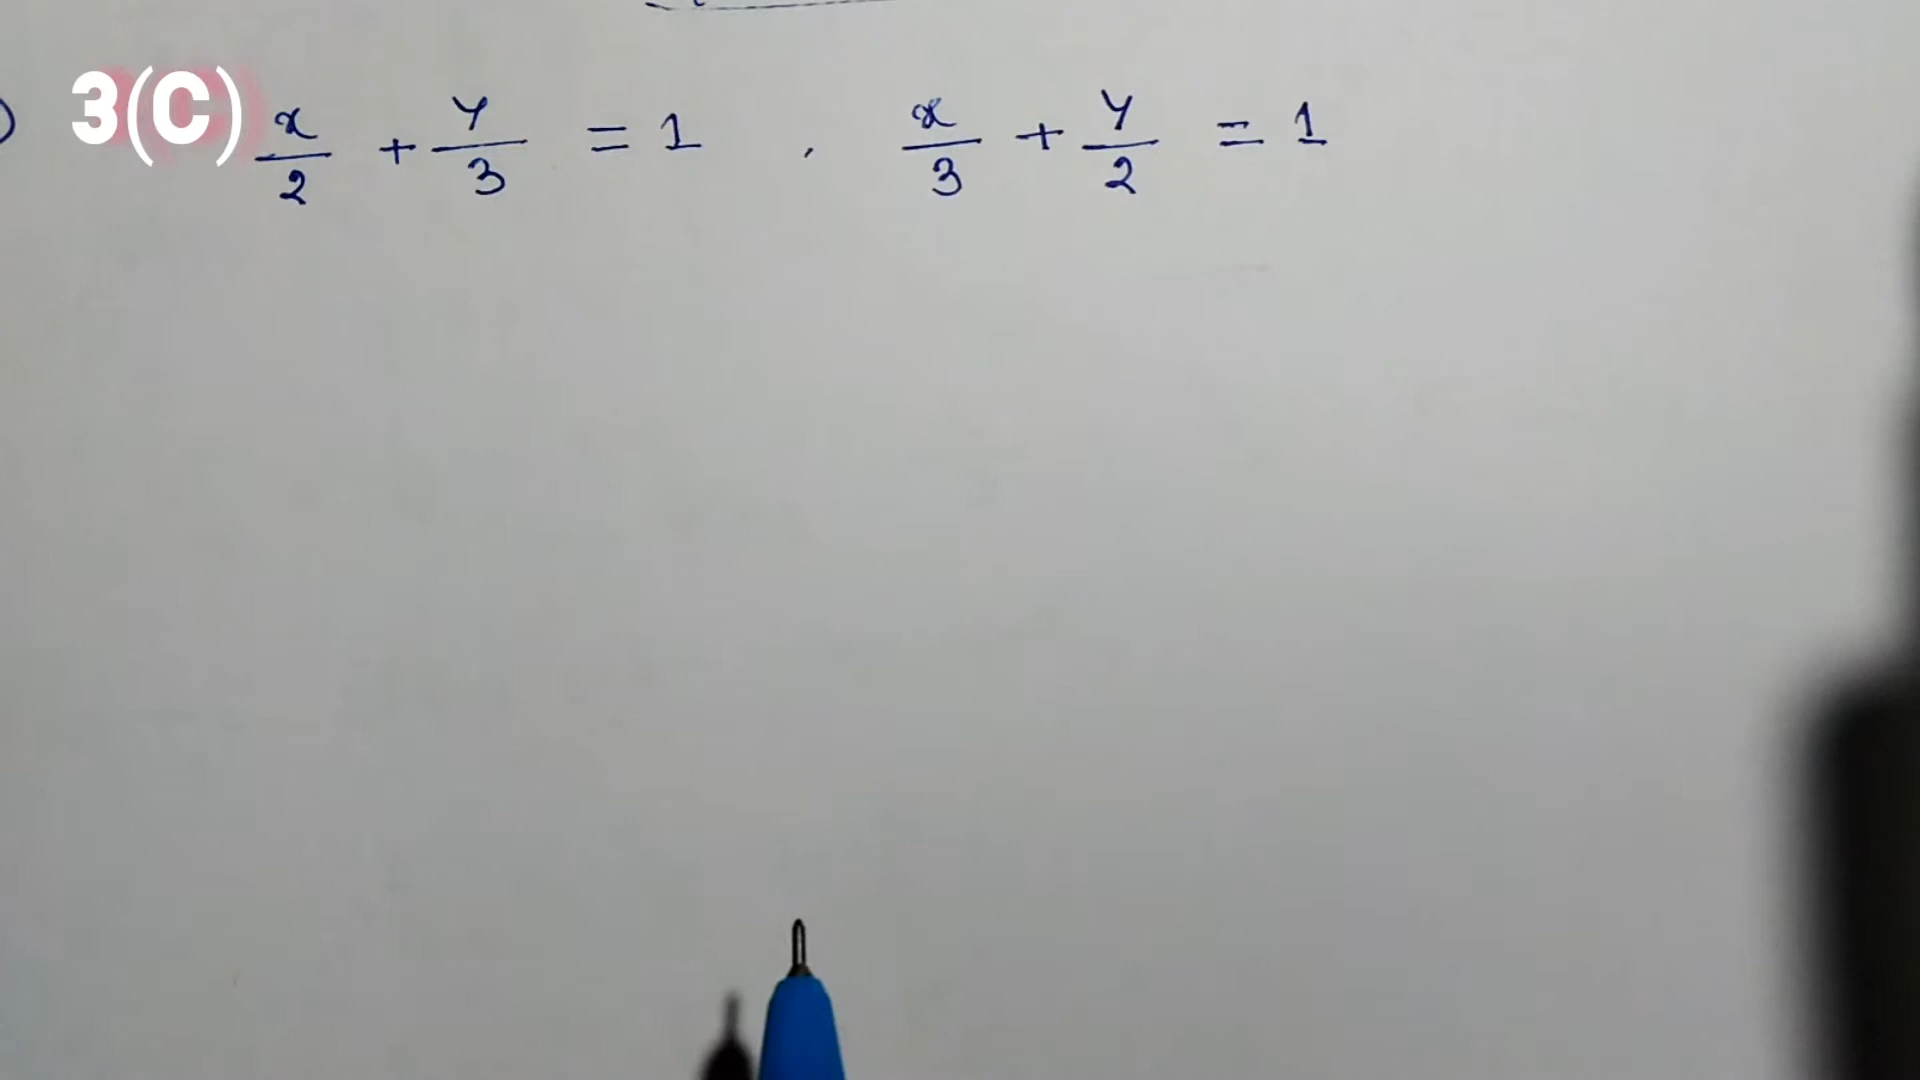 ) 3(C) x/2 + y/3 = 1 , x/3 + y/2 = 1